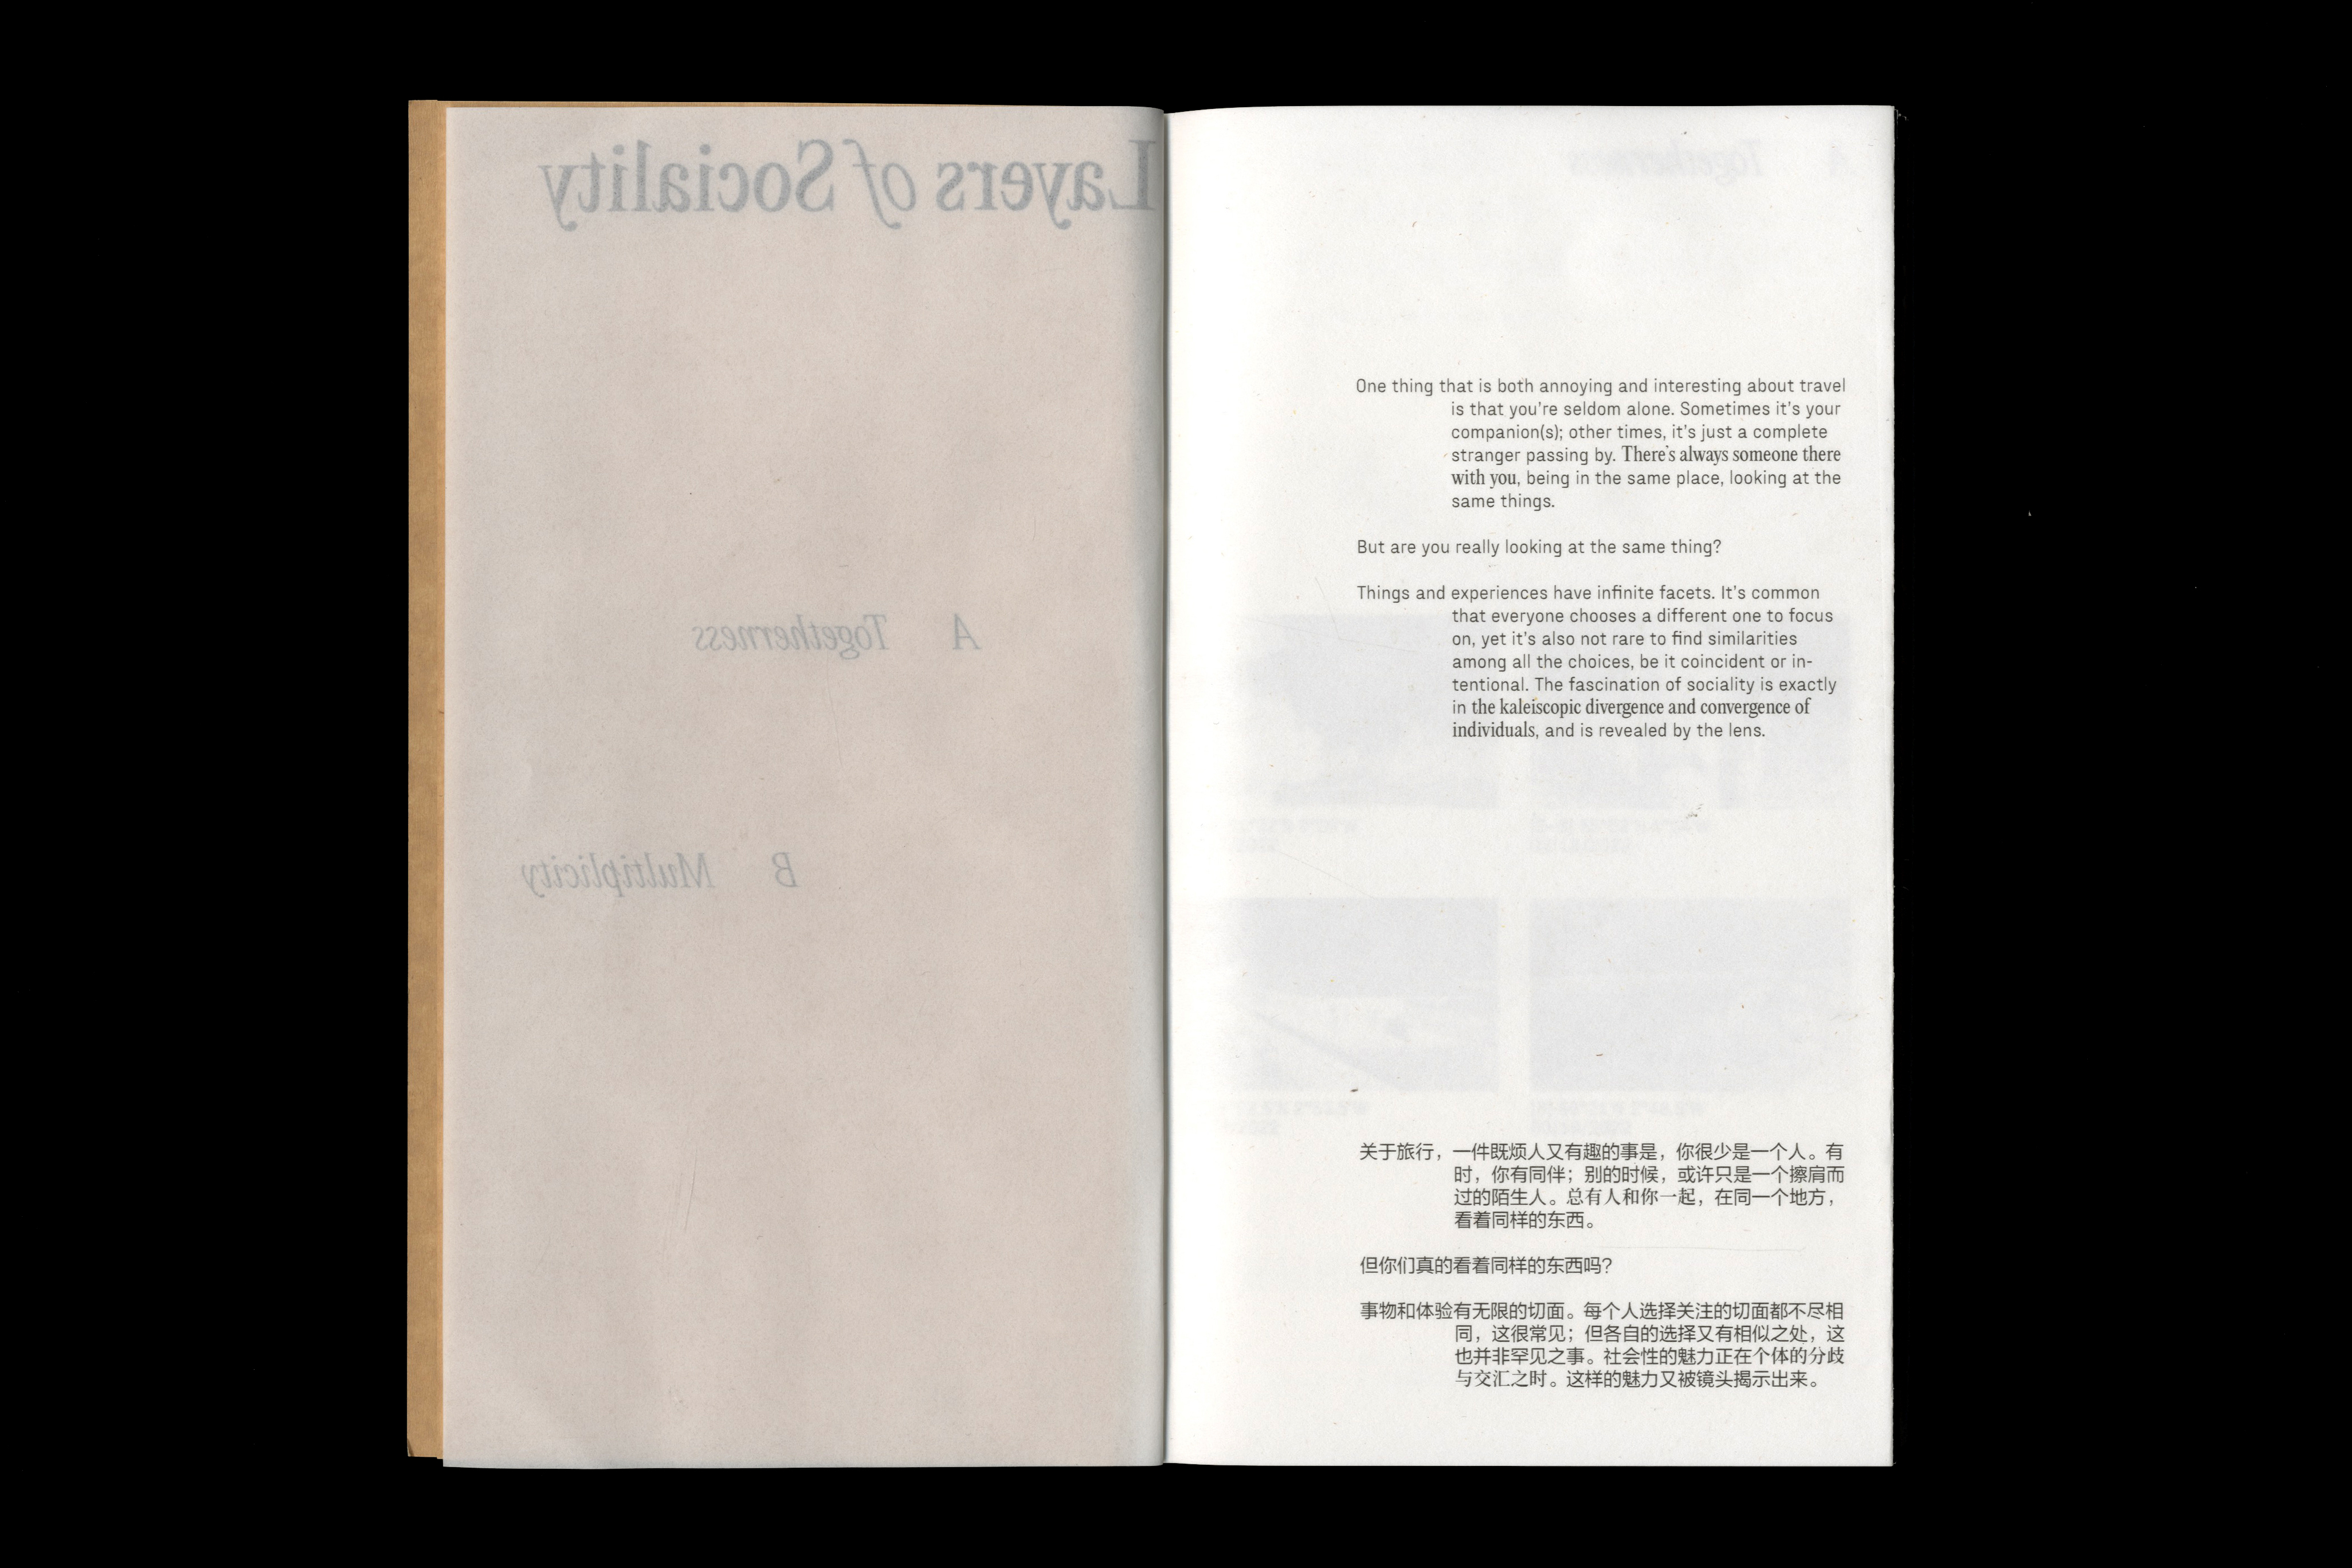 Layers of Sociality
A Togetherness
B Multiplicity
A Togetherness
One thing that is both annoying and interesting about travel
is that you're seldom alone. Sometimes it's your
companion(s); other times, it's just a complete
stranger passing by. There's always someone there
with you, being in the same place, looking at the
same things.
But are you really looking at the same thing?
Things and experiences have infinite facets. It's common
that everyone chooses a different one to focus
on, yet it's also not rare to find similarities
among all the choices, be it coincident or in-
tentional. The fascination of sociality is exactly
in the kaleiscopic divergence and convergence of
individuals, and is revealed by the lens.
关于旅行，一件既烦人又有趣的事是，你很少是一个人。有
时，你有同伴；别的时候，或许只是一个擦肩而
过的陌生人。总有人和你一起，在同一个地方，
看着同样的东西。
但你们真的看着同样的东西吗？
事物和体验有无限的切面。每个人选择关注的切面都不尽相
同，这很常见；但各自的选择又有相似之处，这
也并非罕见之事。社会性的魅力正在个体的分歧
与交汇之时。这样的魅力又被镜头揭示出来。